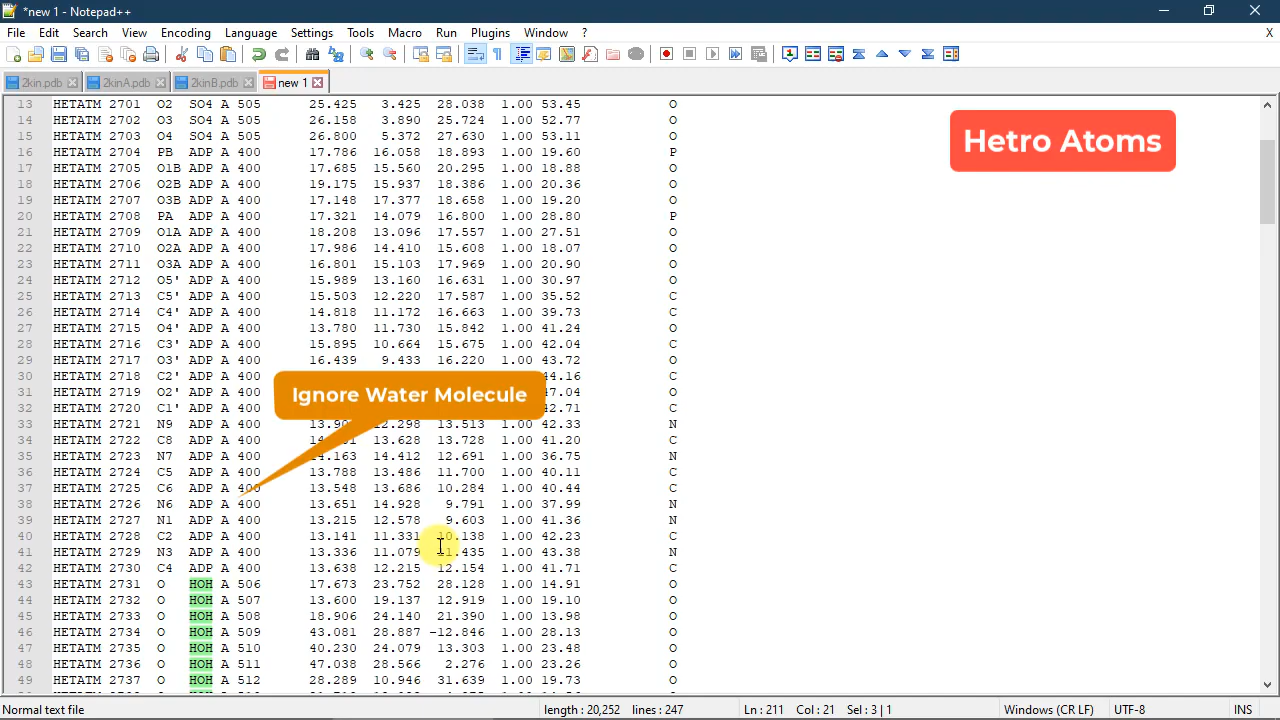 *new 1 - Notepad++
File Edit Search View Encoding Language Settings Tools Macro Run Plugins Window ? X
2kin.pdb 2kinA.pdb 2kinB.pdb new 1
13 HETATM 2701 O2 SO4 A 505 25.425 3.425 28.038 1.00 53.45 O
14 HETATM 2702 O3 SO4 A 505 26.158 3.890 25.724 1.00 52.77 O
15 HETATM 2703 O4 SO4 A 505 26.800 5.372 27.630 1.00 53.11 O
Hetro Atoms
16 HETATM 2704 PB ADP A 400 17.786 16.058 18.893 1.00 19.60 P
17 HETATM 2705 O1B ADP A 400 17.685 15.560 20.295 1.00 18.88 O
18 HETATM 2706 O2B ADP A 400 19.175 15.937 18.386 1.00 20.36 O
19 HETATM 2707 O3B ADP A 400 17.148 17.377 18.658 1.00 19.20 O
20 HETATM 2708 PA ADP A 400 17.321 14.079 16.800 1.00 28.80 P
21 HETATM 2709 O1A ADP A 400 18.208 13.096 17.557 1.00 27.51 O
22 HETATM 2710 O2A ADP A 400 17.986 14.410 15.608 1.00 18.07 O
23 HETATM 2711 O3A ADP A 400 16.801 15.103 17.969 1.00 20.90 O
24 HETATM 2712 O5' ADP A 400 15.989 13.160 16.631 1.00 30.97 O
25 HETATM 2713 C5' ADP A 400 15.503 12.220 17.587 1.00 35.52 C
26 HETATM 2714 C4' ADP A 400 14.818 11.172 16.663 1.00 39.73 C
27 HETATM 2715 O4' ADP A 400 13.780 11.730 15.842 1.00 41.24 O
28 HETATM 2716 C3' ADP A 400 15.895 10.664 15.675 1.00 42.04 C
29 HETATM 2717 O3' ADP A 400 16.439 9.433 16.220 1.00 43.72 O
30 HETATM 2718 C2' ADP A 400 44.16 C
31 HETATM 2719 O2' ADP A 400 47.04 O
Ignore Water Molecule
32 HETATM 2720 C1' ADP A 400 42.71 C
33 HETATM 2721 N9 ADP A 400 12.298 13.513 1.00 42.33 N
34 HETATM 2722 C8 ADP A 400 13.628 13.728 1.00 41.20 C
35 HETATM 2723 N7 ADP A 400 14.163 14.412 12.691 1.00 36.75 N
36 HETATM 2724 C5 ADP A 400 13.788 13.486 11.700 1.00 40.11 C
37 HETATM 2725 C6 ADP A 400 13.548 13.686 10.284 1.00 40.44 C
38 HETATM 2726 N6 ADP A 400 13.651 14.928 9.791 1.00 37.99 N
39 HETATM 2727 N1 ADP A 400 13.215 12.578 9.603 1.00 41.36 N
40 HETATM 2728 C2 ADP A 400 13.141 11.331 10.138 1.00 42.23 C
41 HETATM 2729 N3 ADP A 400 13.336 11.079 11.435 1.00 43.38 N
42 HETATM 2730 C4 ADP A 400 13.638 12.215 12.154 1.00 41.71 C
43 HETATM 2731 O HOH A 506 17.673 23.752 28.128 1.00 14.91 O
44 HETATM 2732 O HOH A 507 13.600 19.137 12.919 1.00 19.10 O
45 HETATM 2733 O HOH A 508 18.906 24.140 21.390 1.00 13.98 O
46 HETATM 2734 O HOH A 509 43.081 28.887 -12.846 1.00 28.13 O
47 HETATM 2735 O HOH A 510 40.230 24.079 13.303 1.00 23.48 O
48 HETATM 2736 O HOH A 511 47.038 28.566 2.276 1.00 23.26 O
49 HETATM 2737 O HOH A 512 28.289 10.946 31.639 1.00 19.73 O
Normal text file length : 20,252 lines : 247 Ln : 211 Col : 21 Sel : 3 | 1 Windows (CR LF) UTF-8 INS